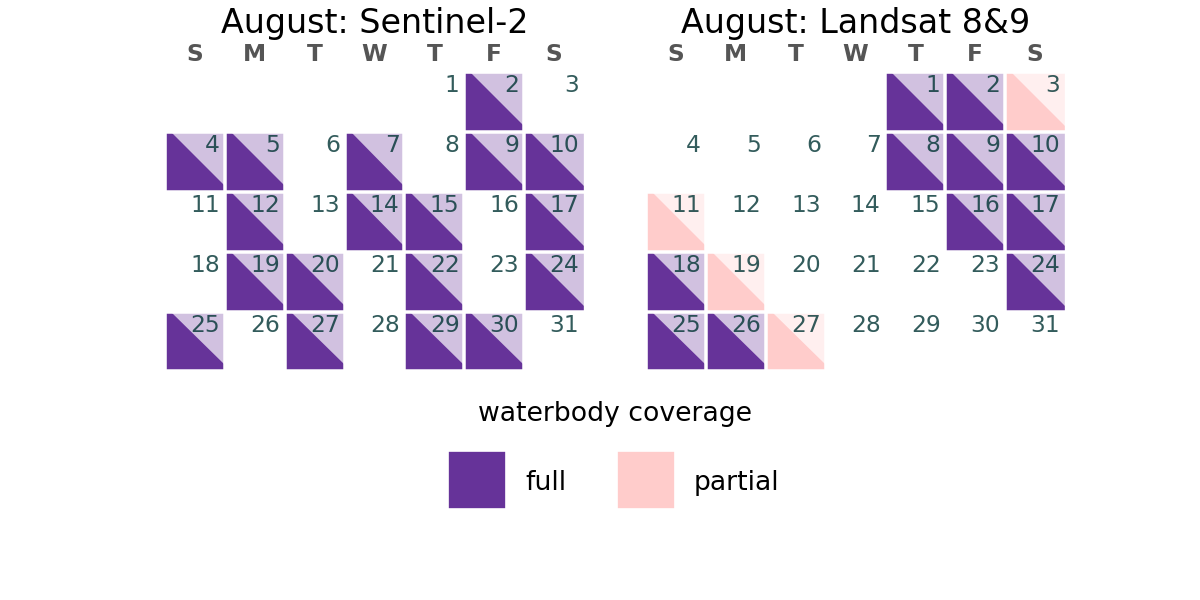 August: Sentinel-2
S M T W T F S
1 2 3
4 5 6 7 8 9 10
11 12 13 14 15 16 17
18 19 20 21 22 23 24
25 26 27 28 29 30 31
August: Landsat 8&9
S M T W T F S
1 2 3
4 5 6 7 8 9 10
11 12 13 14 15 16 17
18 19 20 21 22 23 24
25 26 27 28 29 30 31
waterbody coverage
full
partial